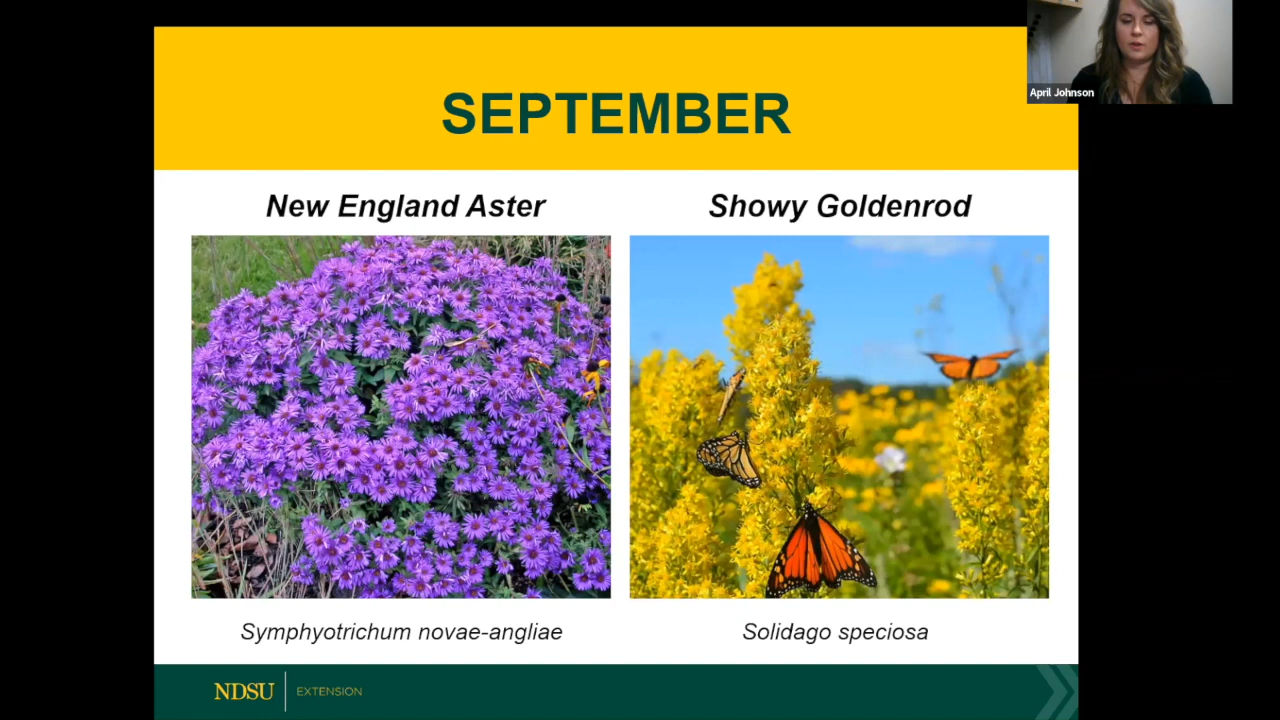 SEPTEMBER
April Johnson
New England Aster
Showy Goldenrod
Symphyotrichum novae-angliae
Solidago speciosa
NDSU EXTENSION